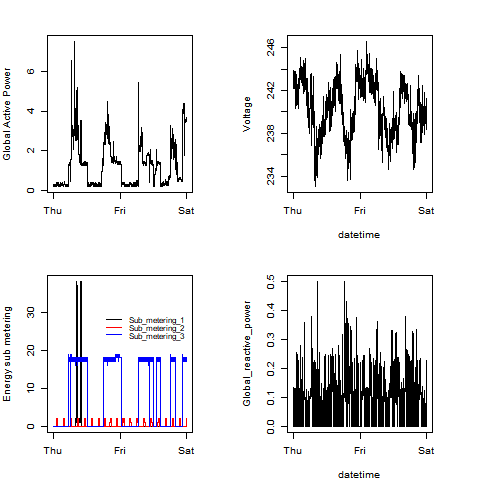 Global Active Power
6
4
2
0
Thu
Fri
Sat
Voltage
246
242
238
234
Thu
Fri
Sat
datetime
Energy sub metering
30
20
10
0
Sub_metering_1
Sub_metering_2
Sub_metering_3
Thu
Fri
Sat
Global_reactive_power
0.5
0.4
0.3
0.2
0.1
0.0
Thu
Fri
Sat
datetime